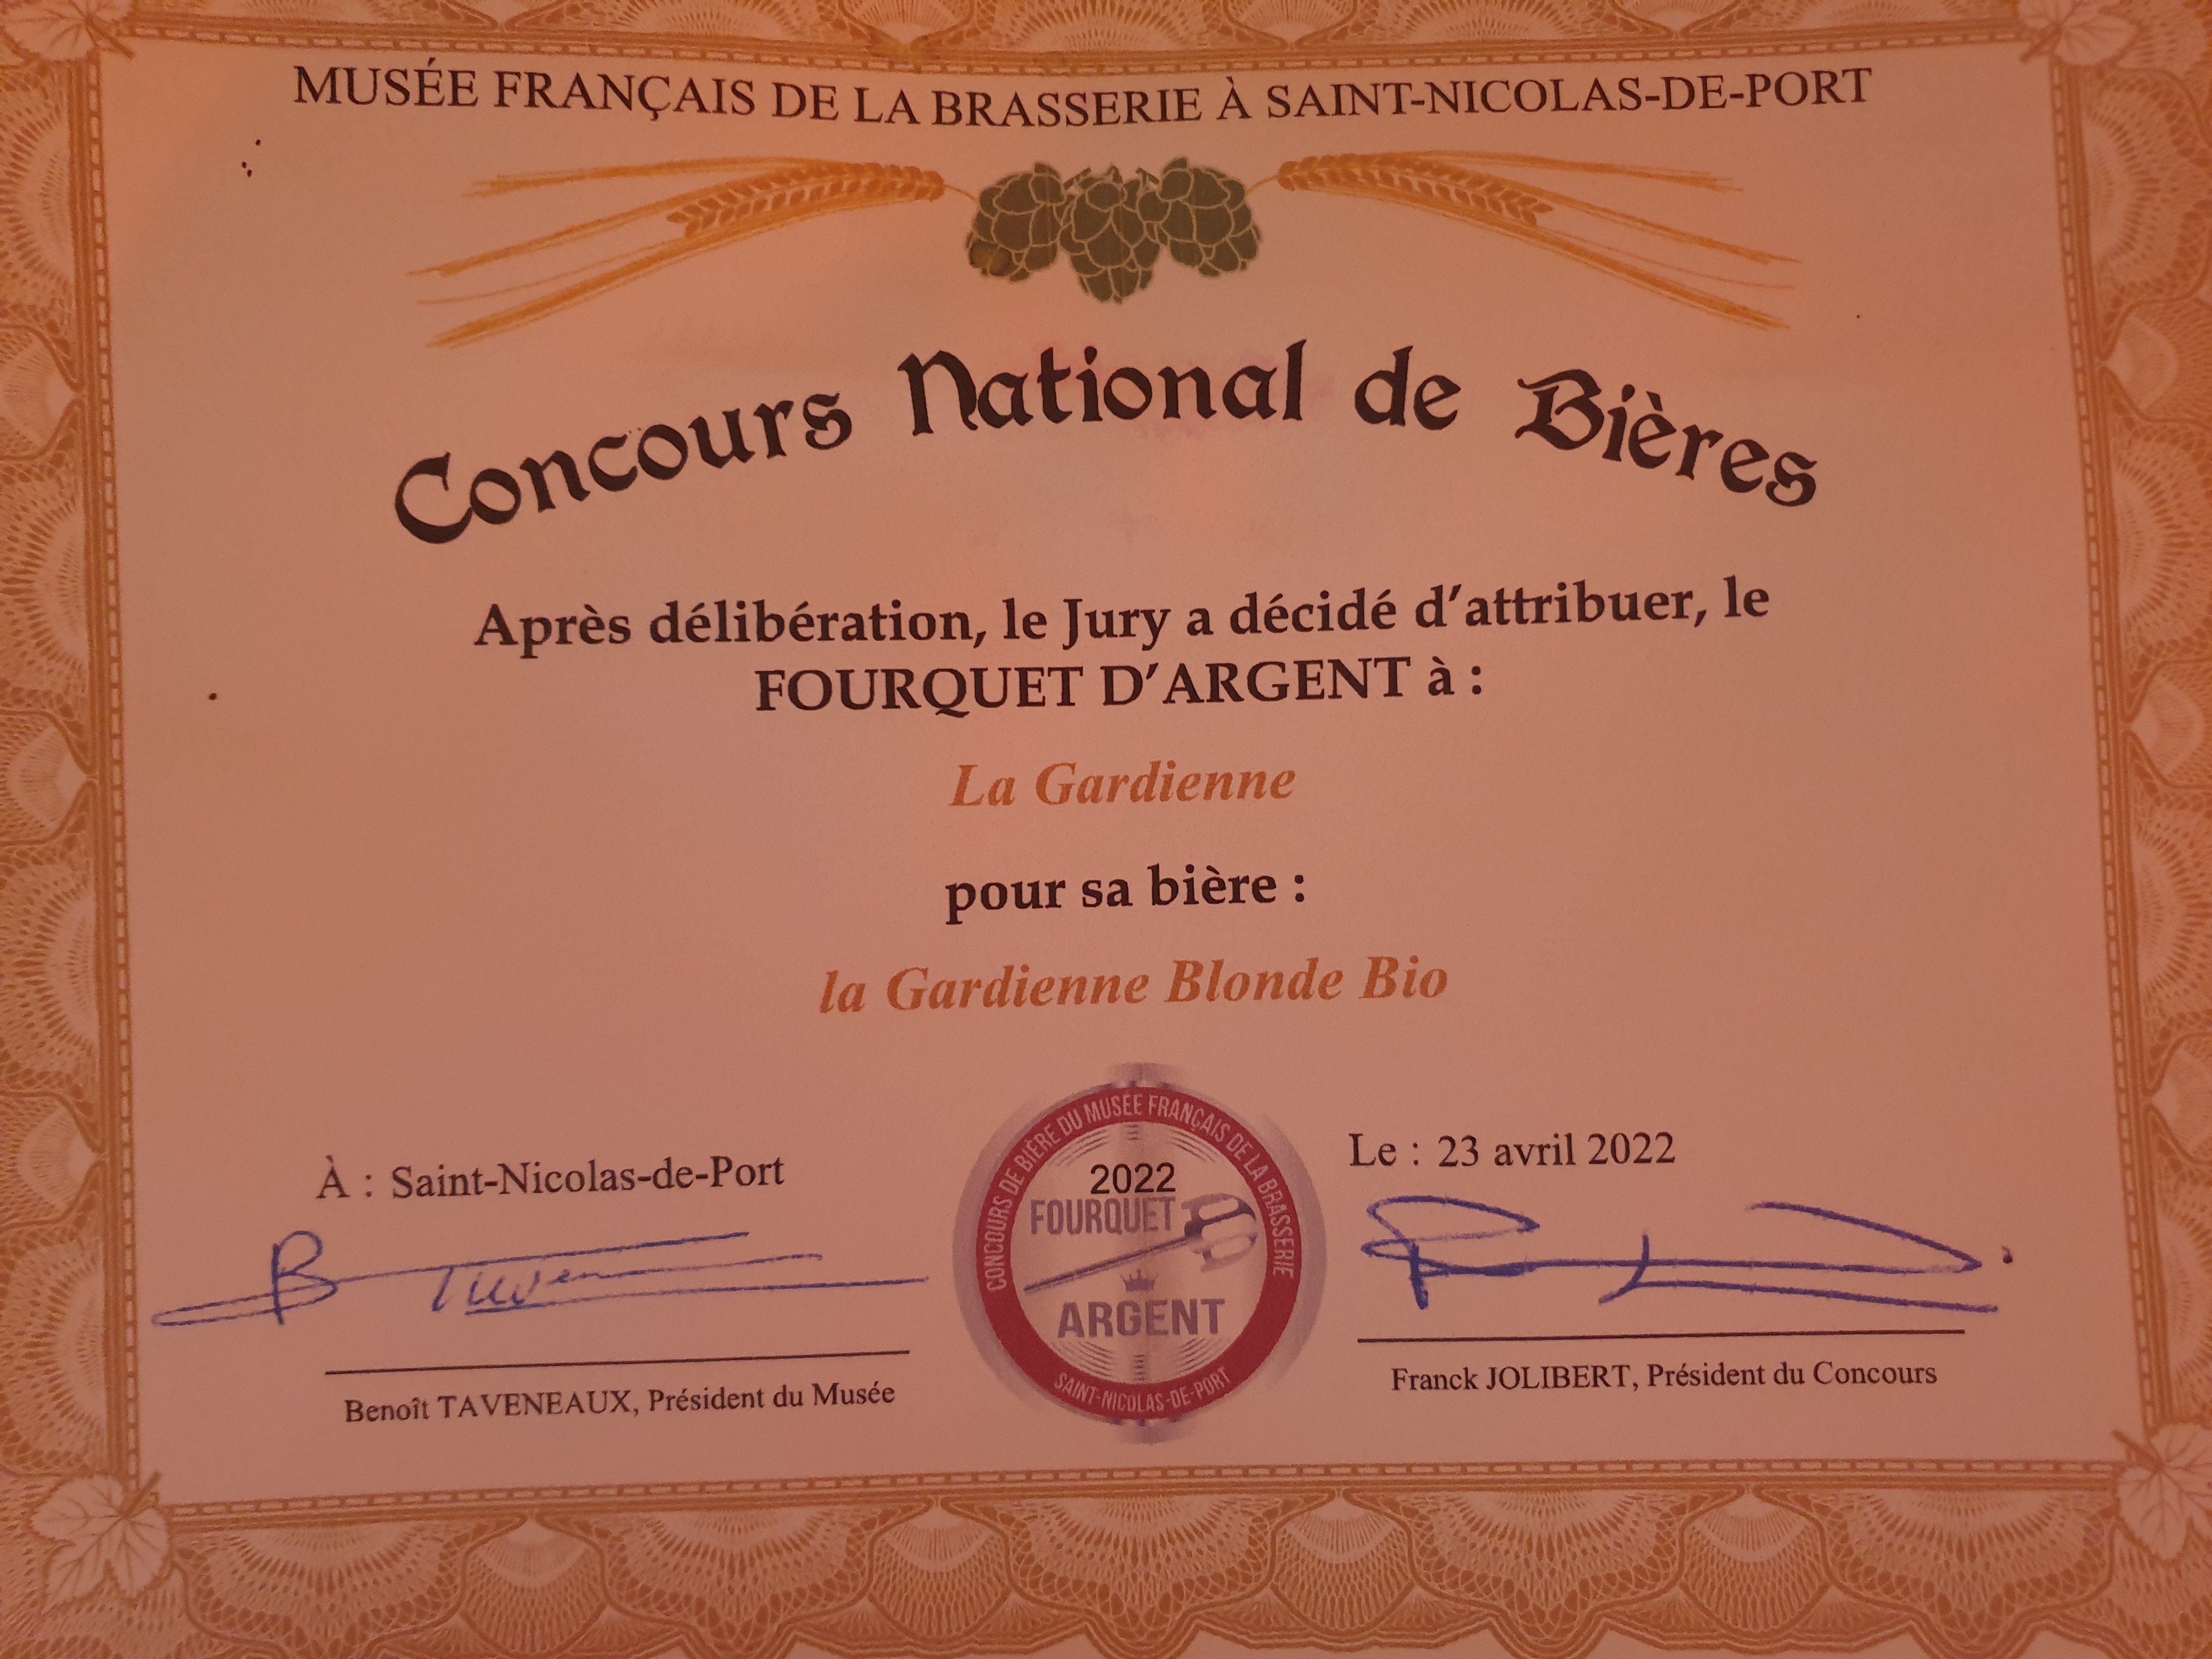 MUSÉE FRANÇAIS DE LA BRASSERIE À SAINT-NICOLAS-DE-PORT
Concours National de Bières
Après délibération, le Jury a décidé d'attribuer, le
FOURQUET D'ARGENT à :
La Gardienne
pour sa bière :
la Gardienne Blonde Bio
À : Saint-Nicolas-de-Port
Le : 23 avril 2022
CONCOURS DE BIÈRE DU MUSÉE FRANÇAIS DE LA BRASSERIE
2022
FOURQUET
ARGENT
SAINT-NICOLAS-DE-PORT
Benoît TAVENEAUX, Président du Musée
Franck JOLIBERT, Président du Concours